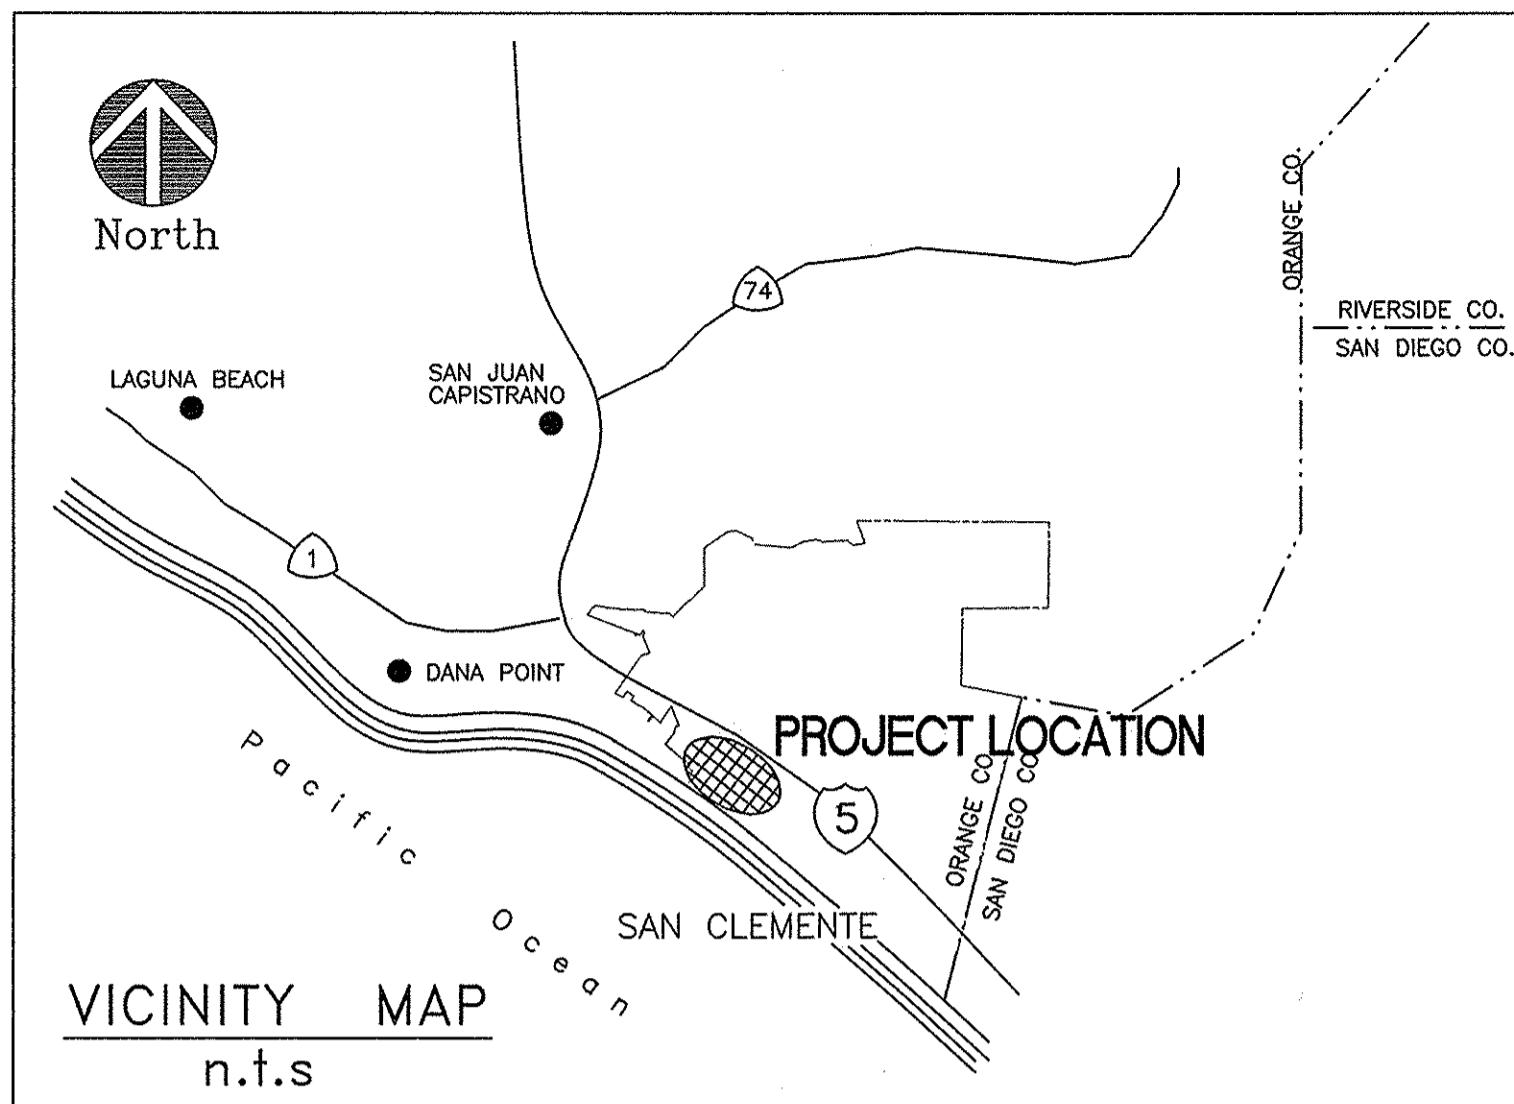 North
ORANGE CO.
74
RIVERSIDE CO.
SAN DIEGO CO.
LAGUNA BEACH
SAN JUAN
CAPISTRANO
1
DANA POINT
PROJECT LOCATION
Pacific Ocean
5
ORANGE CO.
SAN DIEGO CO.
SAN CLEMENTE
VICINITY MAP
n.t.s